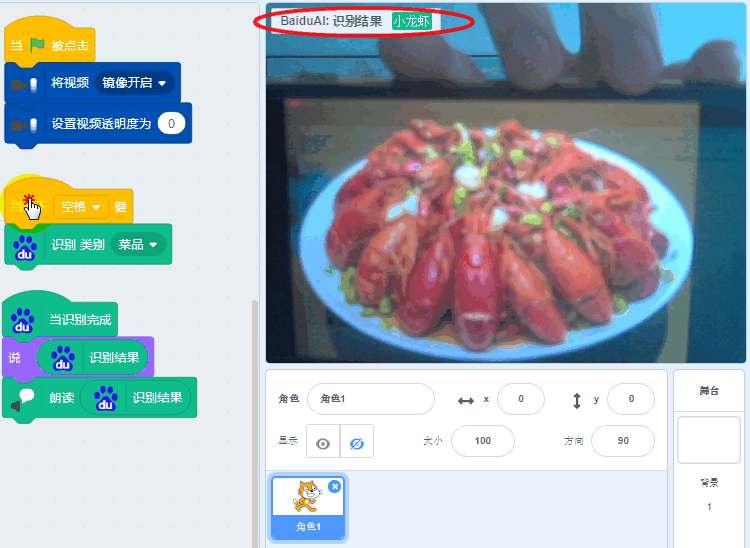 当 被点击
将视频 镜像开启
设置视频透明度为 0
当 下 空格 键
du 识别 类别 菜品
du 当识别完成
说 du 识别结果
朗读 du 识别结果
BaiduAI: 识别结果 小龙虾
角色 角色1 x 0 y 0
显示 大小 100 方向 90
角色1
舞台
背景
1